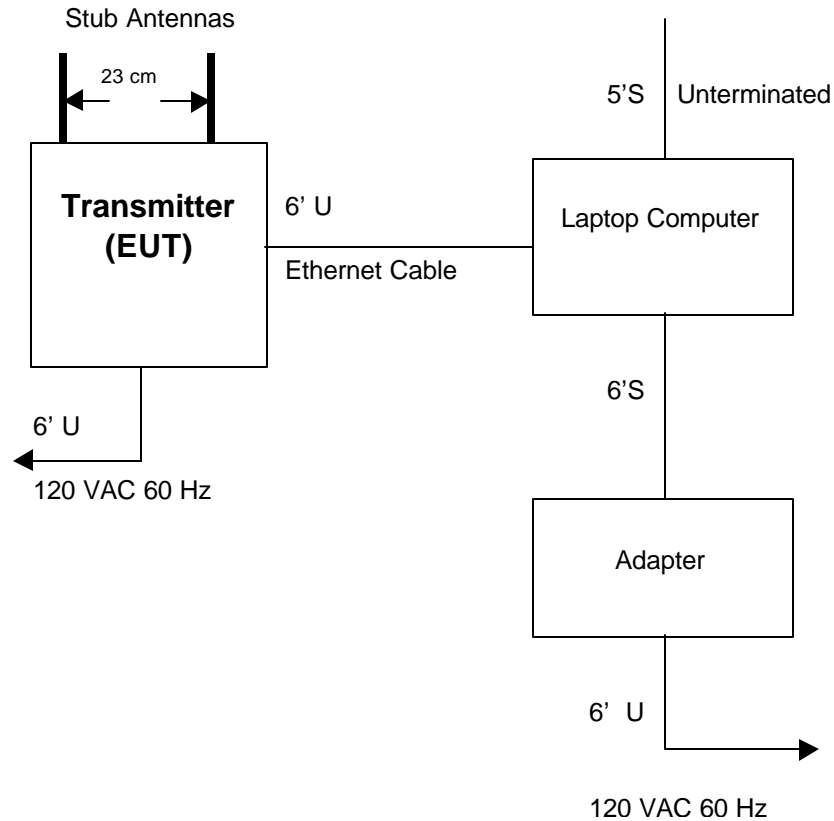 Stub Antennas
23 cm
5'S Unterminated
Transmitter
(EUT)
6' U
Ethernet Cable
Laptop Computer
6' U
120 VAC 60 Hz
6'S
Adapter
6' U
120 VAC 60 Hz